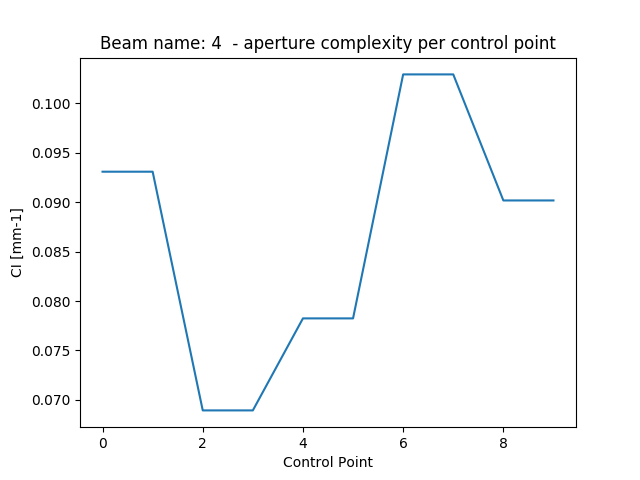 Beam name: 4  - aperture complexity per control point
0.100
0.095
0.090
0.085
0.080
0.075
0.070
CI [mm-1]
0 2 4 6 8
Control Point